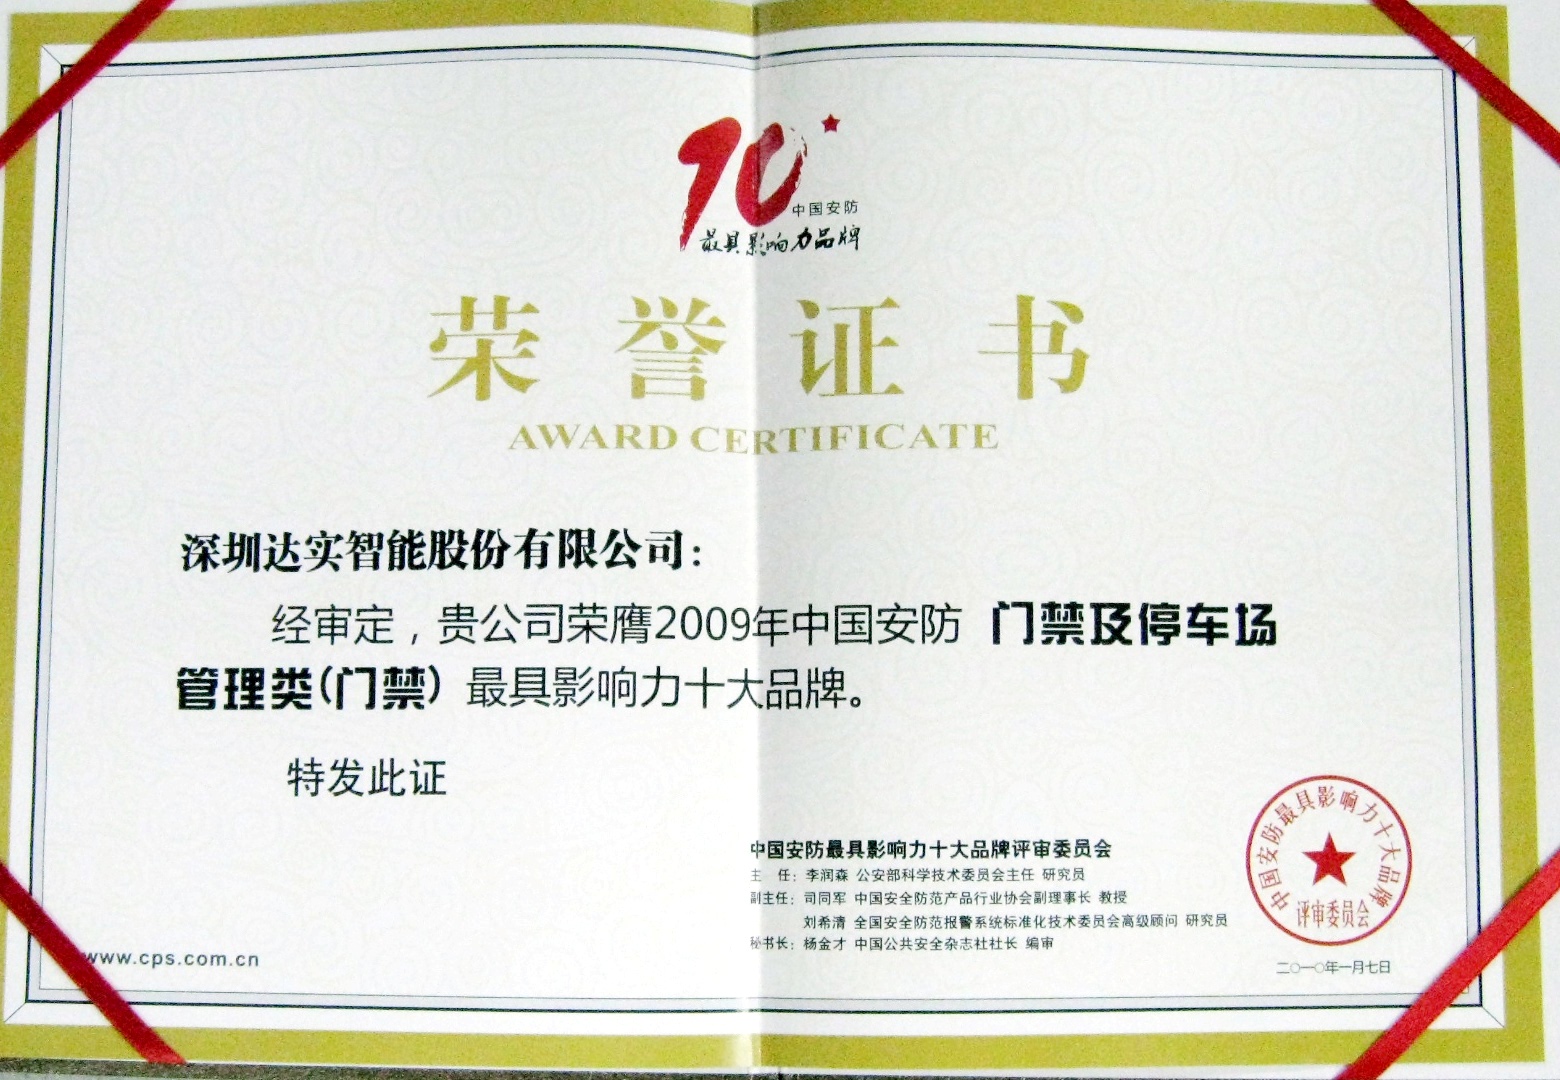 10
中国安防
最具影响力品牌
荣誉证书
AWARD CERTIFICATE
深圳达实智能股份有限公司：
经审定，贵公司荣膺2009年中国安防 门禁及停车场
管理类(门禁) 最具影响力十大品牌。
特发此证
中国安防最具影响力十大品牌评审委员会
主 任：李润森 公安部科学技术委员会主任 研究员
副主任：司同军 中国安全防范产品行业协会副理事长 教授
刘希清 全国安全防范报警系统标准化技术委员会高级顾问 研究员
秘书长：杨金才 中国公共安全杂志社社长 编审
中国安防最具影响力十大品牌
评审委员会
二〇一〇年一月七日
www.cps.com.cn